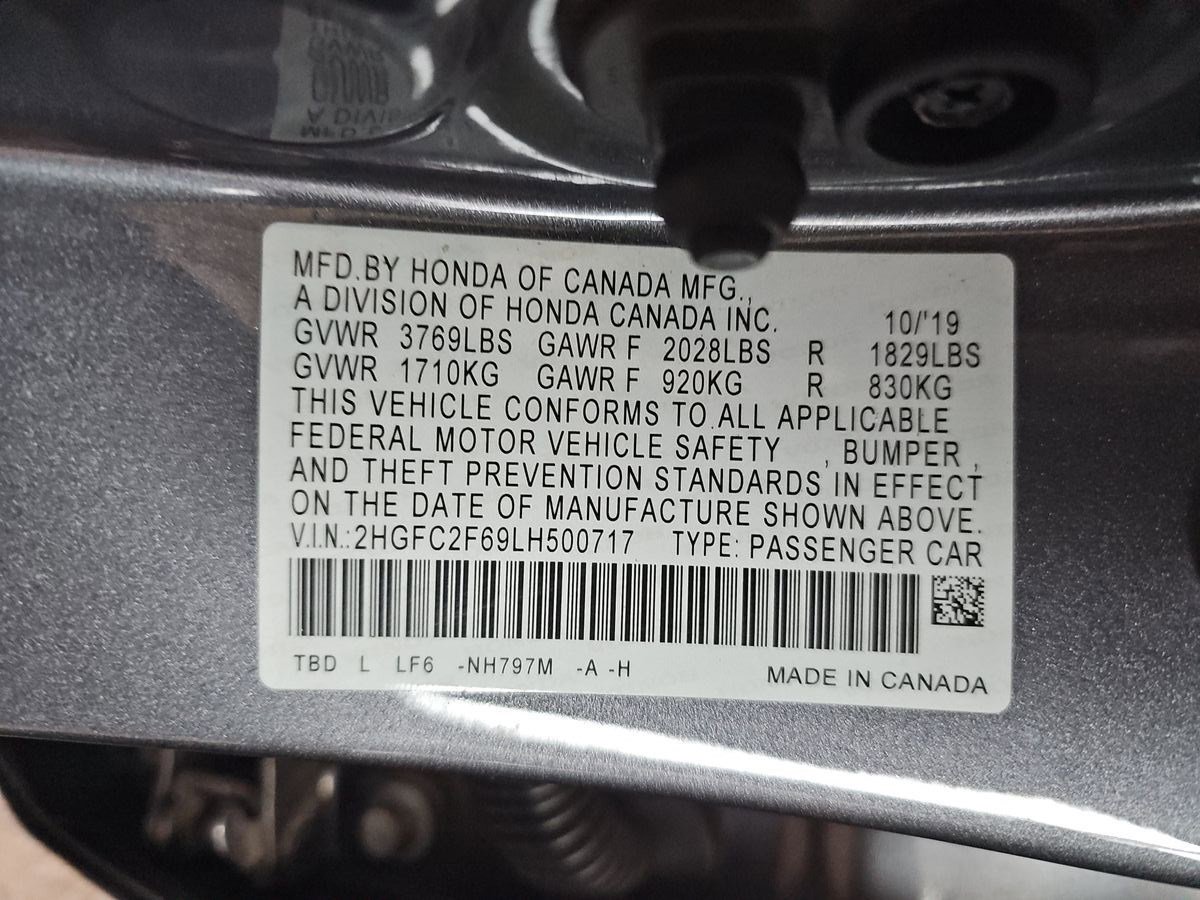 MFD.BY HONDA OF CANADA MFG.,
A DIVISION OF HONDA CANADA INC. 10/'19
GVWR 3769LBS GAWR F 2028LBS R 1829LBS
GVWR 1710KG GAWR F 920KG R 830KG
THIS VEHICLE CONFORMS TO ALL APPLICABLE
FEDERAL MOTOR VEHICLE SAFETY , BUMPER ,
AND THEFT PREVENTION STANDARDS IN EFFECT
ON THE DATE OF MANUFACTURE SHOWN ABOVE.
V.I.N.:2HGFC2F69LH500717 TYPE: PASSENGER CAR
TBD L LF6 -NH797M -A -H MADE IN CANADA